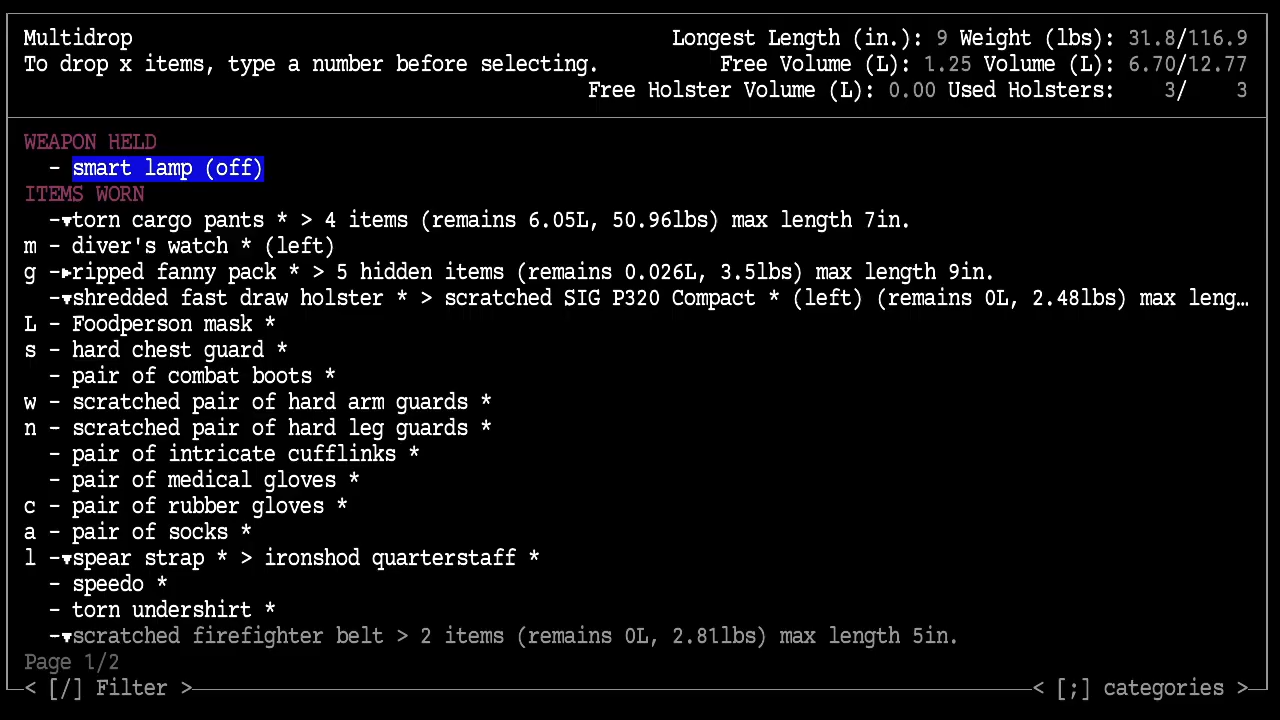 Multidrop Longest Length (in.): 9 Weight (lbs): 31.8/116.9
To drop x items, type a number before selecting. Free Volume (L): 1.25 Volume (L): 6.70/12.77
Free Holster Volume (L): 0.00 Used Holsters: 3/ 3
WEAPON HELD
- smart lamp (off)
ITEMS WORN
-▾torn cargo pants * > 4 items (remains 6.05L, 50.96lbs) max length 7in.
m - diver's watch * (left)
g -▸ripped fanny pack * > 5 hidden items (remains 0.026L, 3.5lbs) max length 9in.
-▾shredded fast draw holster * > scratched SIG P320 Compact * (left) (remains 0L, 2.48lbs) max leng…
L - Foodperson mask *
s - hard chest guard *
- pair of combat boots *
w - scratched pair of hard arm guards *
n - scratched pair of hard leg guards *
- pair of intricate cufflinks *
- pair of medical gloves *
c - pair of rubber gloves *
a - pair of socks *
l -▾spear strap * > ironshod quarterstaff *
- speedo *
- torn undershirt *
-▾scratched firefighter belt > 2 items (remains 0L, 2.81lbs) max length 5in.
Page 1/2
< [/] Filter > < [;] categories >